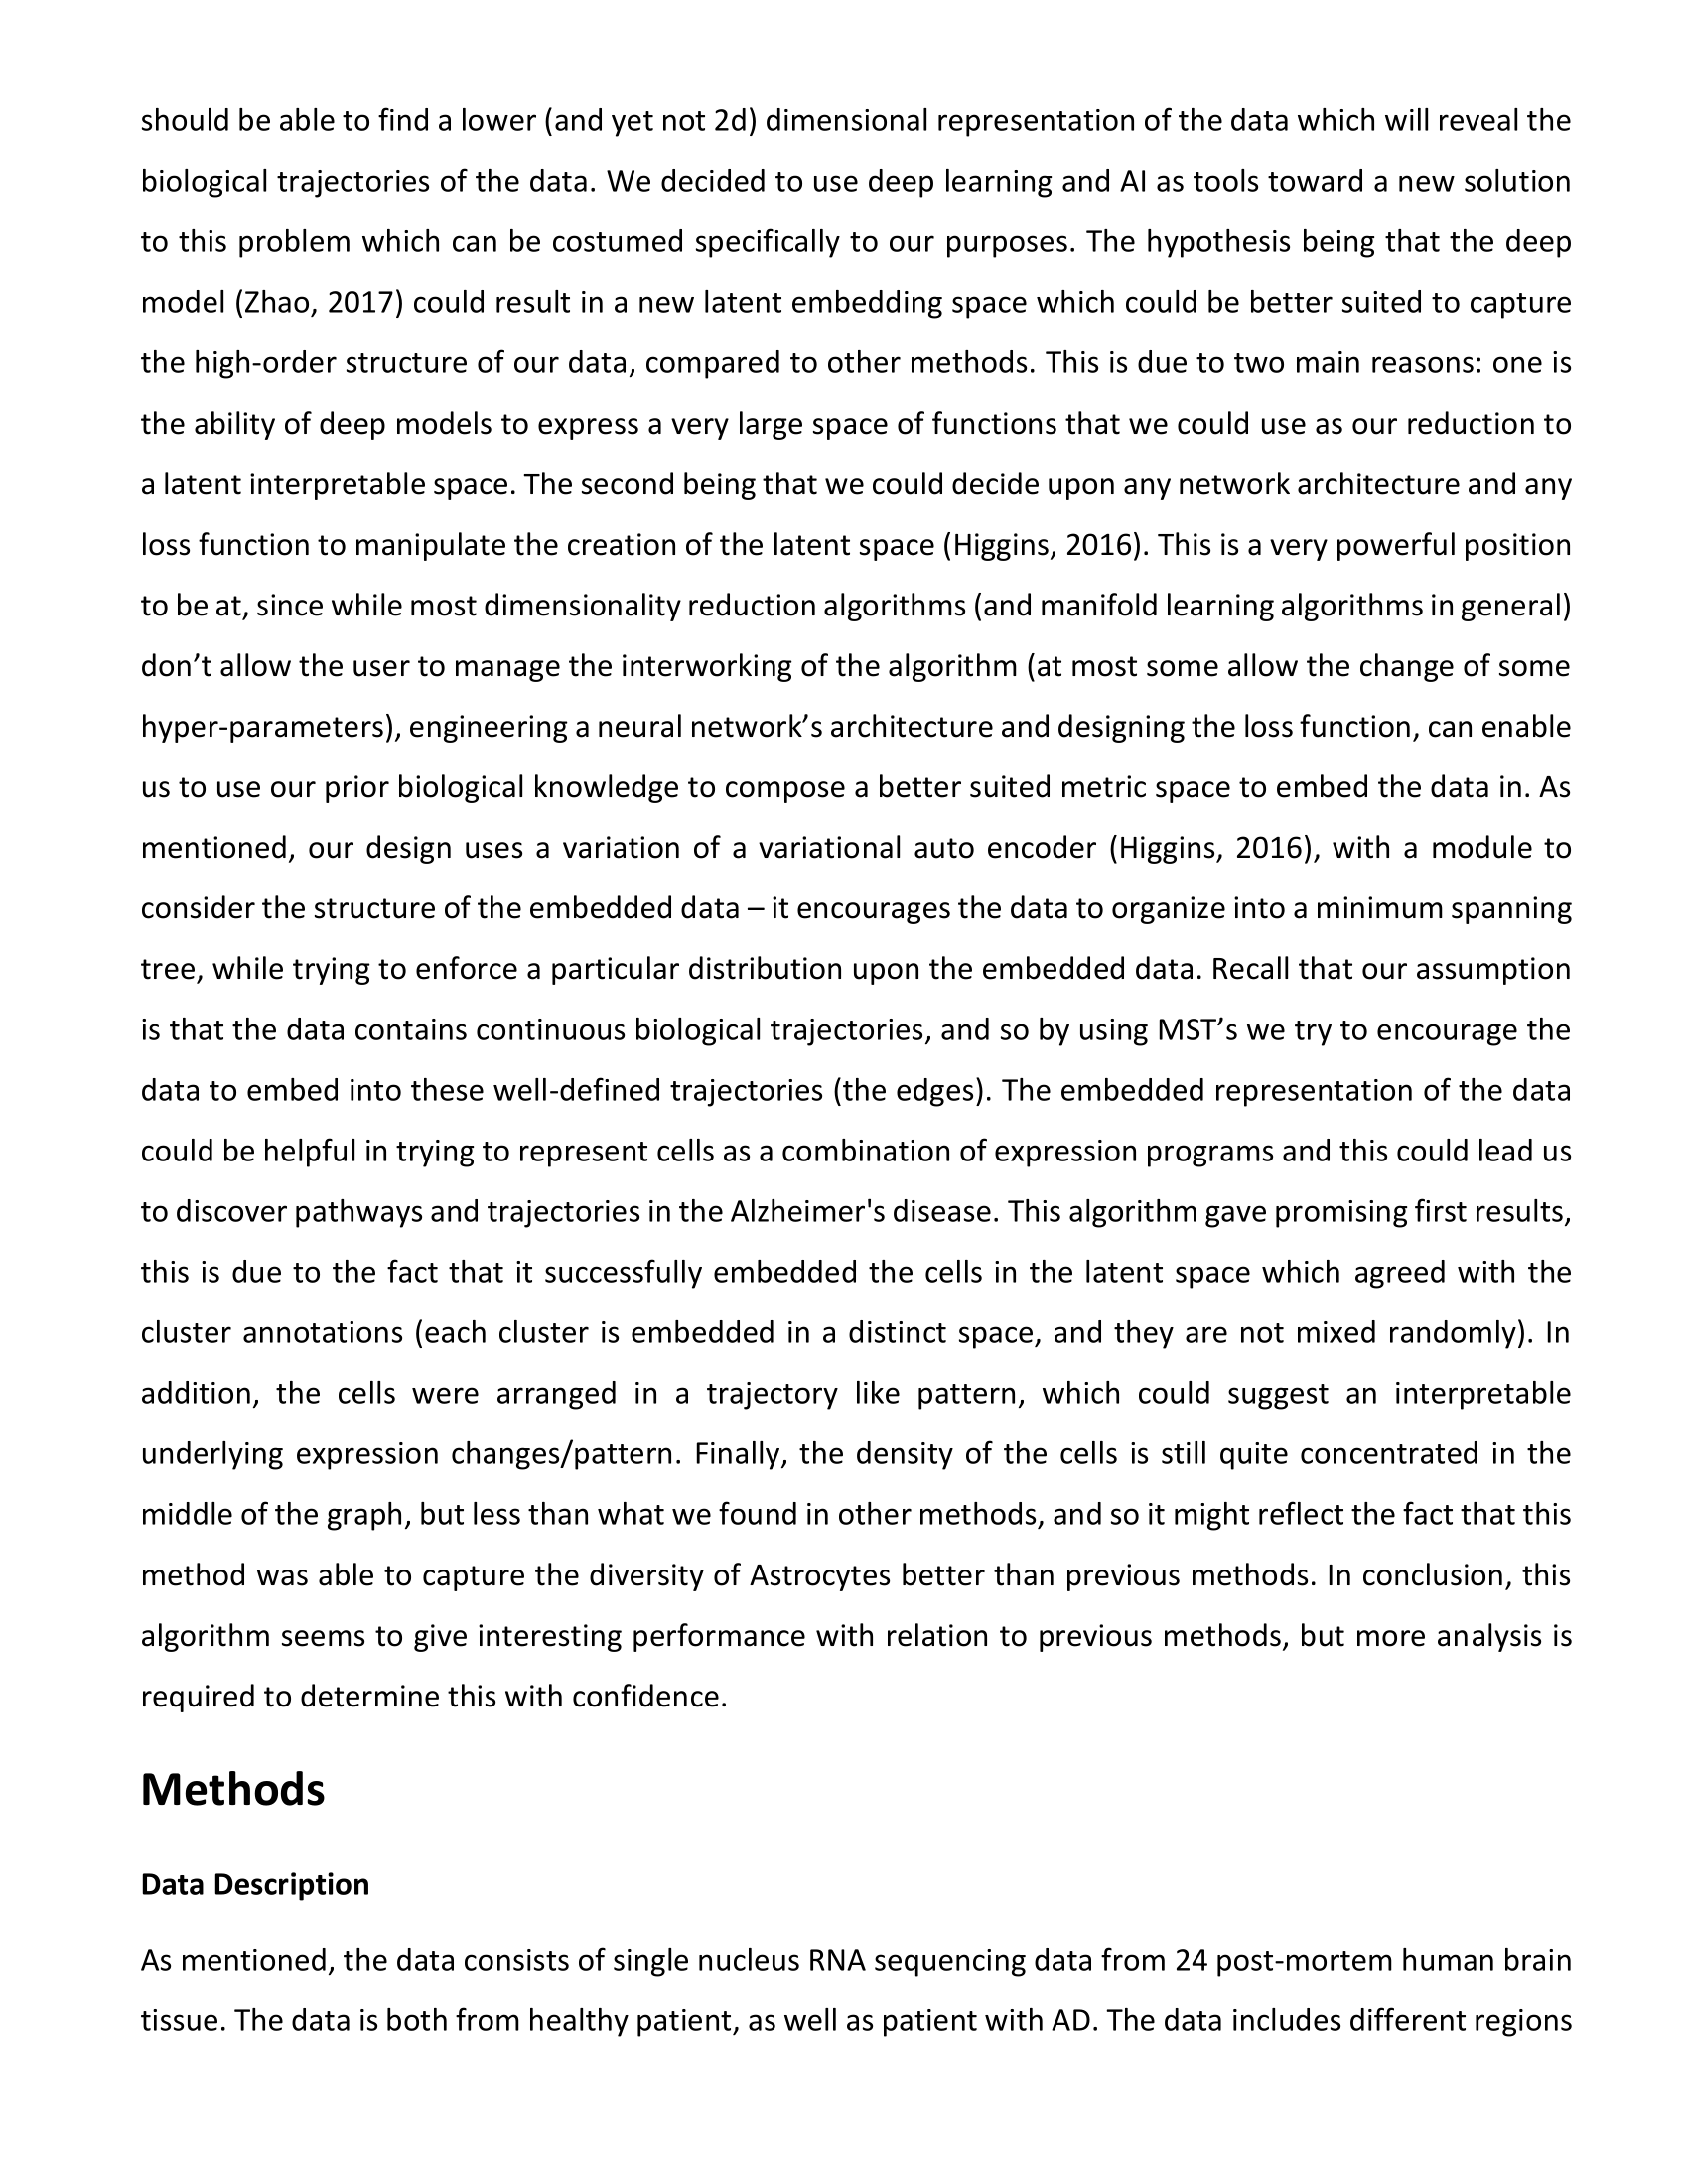 should be able to find a lower (and yet not 2d) dimensional representation of the data which will reveal the
biological trajectories of the data. We decided to use deep learning and AI as tools toward a new solution
to this problem which can be costumed specifically to our purposes. The hypothesis being that the deep
model (Zhao, 2017) could result in a new latent embedding space which could be better suited to capture
the high-order structure of our data, compared to other methods. This is due to two main reasons: one is
the ability of deep models to express a very large space of functions that we could use as our reduction to
a latent interpretable space. The second being that we could decide upon any network architecture and any
loss function to manipulate the creation of the latent space (Higgins, 2016). This is a very powerful position
to be at, since while most dimensionality reduction algorithms (and manifold learning algorithms in general)
don’t allow the user to manage the interworking of the algorithm (at most some allow the change of some
hyper-parameters), engineering a neural network’s architecture and designing the loss function, can enable
us to use our prior biological knowledge to compose a better suited metric space to embed the data in. As
mentioned, our design uses a variation of a variational auto encoder (Higgins, 2016), with a module to
consider the structure of the embedded data – it encourages the data to organize into a minimum spanning
tree, while trying to enforce a particular distribution upon the embedded data. Recall that our assumption
is that the data contains continuous biological trajectories, and so by using MST’s we try to encourage the
data to embed into these well-defined trajectories (the edges). The embedded representation of the data
could be helpful in trying to represent cells as a combination of expression programs and this could lead us
to discover pathways and trajectories in the Alzheimer's disease. This algorithm gave promising first results,
this is due to the fact that it successfully embedded the cells in the latent space which agreed with the
cluster annotations (each cluster is embedded in a distinct space, and they are not mixed randomly). In
addition, the cells were arranged in a trajectory like pattern, which could suggest an interpretable
underlying expression changes/pattern. Finally, the density of the cells is still quite concentrated in the
middle of the graph, but less than what we found in other methods, and so it might reflect the fact that this
method was able to capture the diversity of Astrocytes better than previous methods. In conclusion, this
algorithm seems to give interesting performance with relation to previous methods, but more analysis is
required to determine this with confidence.
Methods
Data Description
As mentioned, the data consists of single nucleus RNA sequencing data from 24 post-mortem human brain
tissue. The data is both from healthy patient, as well as patient with AD. The data includes different regions